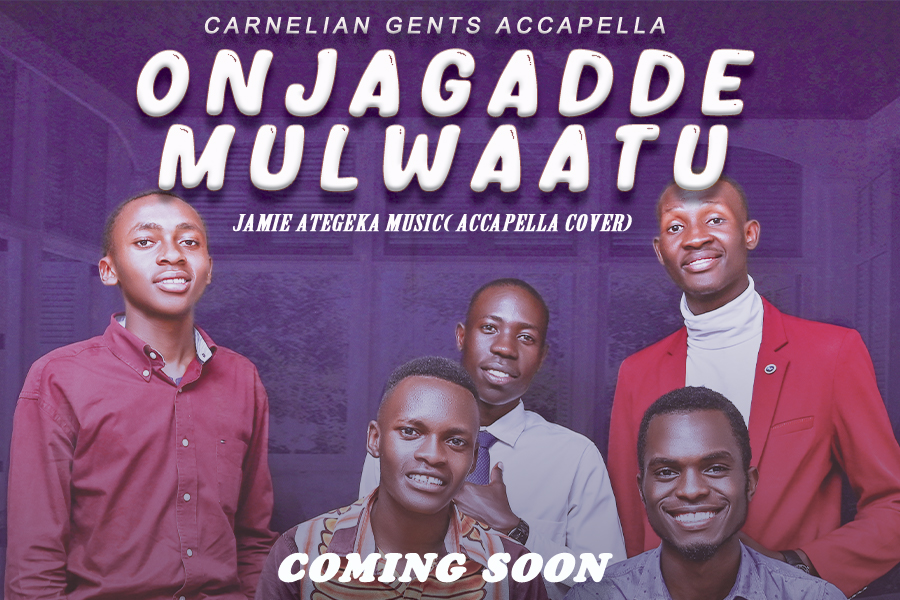 CARNELIAN GENTS ACCAPELLA
ONJAGADDE
MULWAATU
JAMIE ATEGEKA MUSIC( ACCAPELLA COVER)
COMING SOON